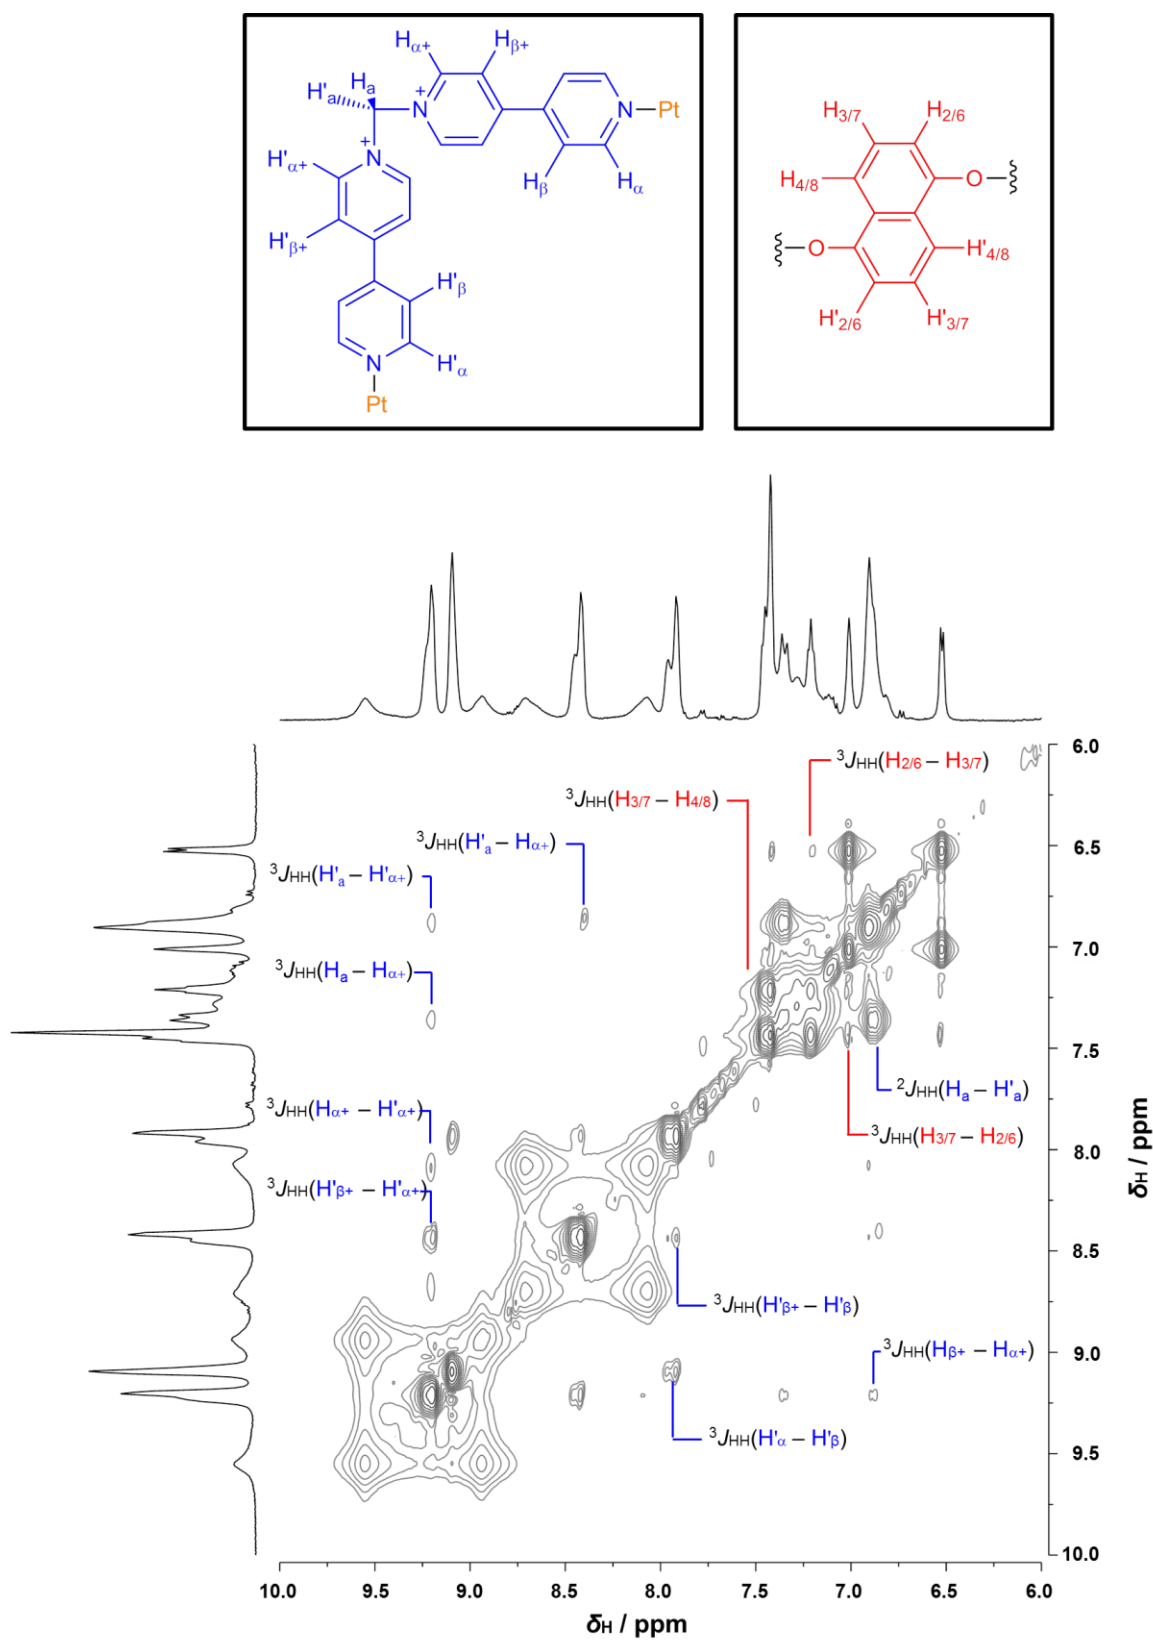 Hα+
Hβ+
Ha
H'a
N+
N
Pt
H'α+
N+
Hβ
Hα
H'β+
H'β
N
H'α
Pt
H3/7
H2/6
H4/8
O
O
H'4/8
H'2/6
H'3/7
³JHH(H2/6 – H3/7)
³JHH(H3/7 – H4/8)
³JHH(H'a – Hα+)
³JHH(H'a – H'α+)
³JHH(Ha – Hα+)
³JHH(Hα+ – H'α+)
³JHH(H'β+ – H'α+)
²JHH(Ha – H'a)
³JHH(H3/7 – H2/6)
³JHH(H'β+ – H'β)
³JHH(Hβ+ – Hα+)
³JHH(H'α – H'β)
6.0
6.5
7.0
7.5
8.0
8.5
9.0
9.5
10.0
δH / ppm
10.0 9.5 9.0 8.5 8.0 7.5 7.0 6.5 6.0
δH / ppm